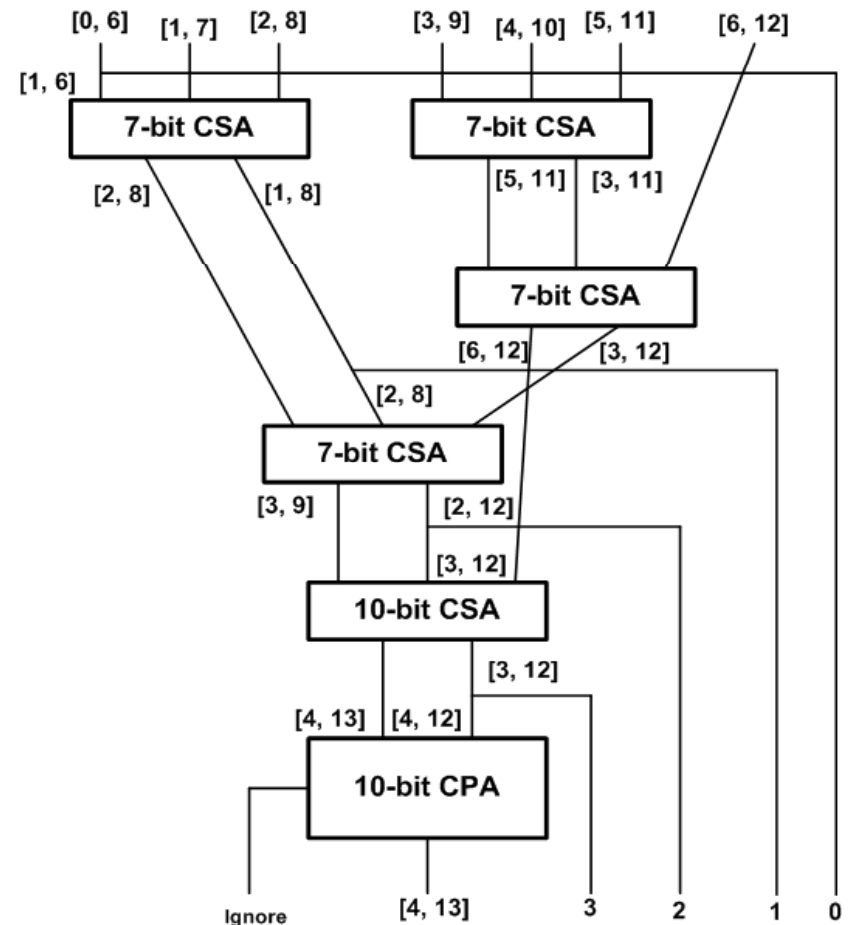 [0, 6] [1, 7] [2, 8] [3, 9] [4, 10] [5, 11] [6, 12]
[1, 6]
7-bit CSA 7-bit CSA
[2, 8] [1, 8] [5, 11] [3, 11]
7-bit CSA
[6, 12] [3, 12]
[2, 8]
7-bit CSA
[3, 9] [2, 12]
[3, 12]
10-bit CSA
[3, 12]
[4, 13] [4, 12]
10-bit CPA
Ignore [4, 13] 3 2 1 0